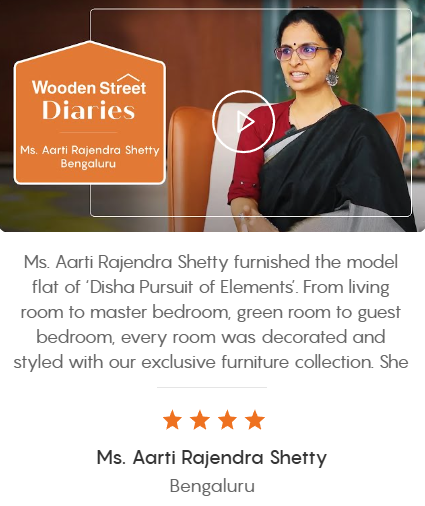 Wooden Street
Diaries
Ms. Aarti Rajendra Shetty
Bengaluru
Ms. Aarti Rajendra Shetty furnished the model
flat of ‘Disha Pursuit of Elements’. From living
room to master bedroom, green room to guest
bedroom, every room was decorated and
styled with our exclusive furniture collection. She
Ms. Aarti Rajendra Shetty
Bengaluru